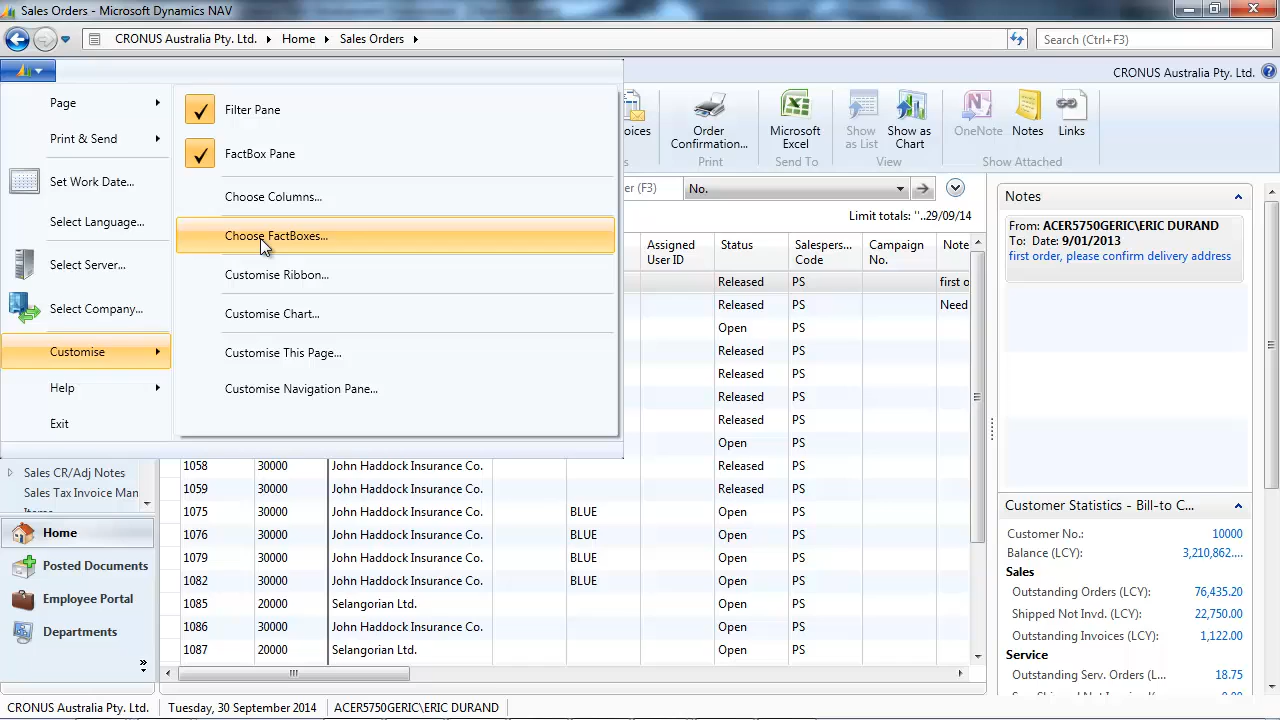 Sales Orders - Microsoft Dynamics NAV
CRONUS Australia Pty. Ltd. Home Sales Orders
Search (Ctrl+F3)
CRONUS Australia Pty. Ltd.
Page
Print & Send
Set Work Date...
Select Language...
Select Server...
Select Company...
Customise
Help
Exit
Filter Pane
FactBox Pane
Choose Columns...
Choose FactBoxes...
Customise Ribbon...
Customise Chart...
Customise This Page...
Customise Navigation Pane...
oices
Order Confirmation...
Print
Microsoft Excel
Send To
Show as List
Show as Chart
View
OneNote
Notes
Links
Show Attached
er (F3)
No.
Limit totals: ''..29/09/14
Assigned User ID Status Salespers... Code Campaign No. Note
Released PS first o
Released PS Need
Open PS
Released PS
Released PS
Released PS
Released PS
Open PS
1058 30000 John Haddock Insurance Co. Released PS
1059 30000 John Haddock Insurance Co. Released PS
1075 30000 John Haddock Insurance Co. BLUE Open PS
1076 30000 John Haddock Insurance Co. BLUE Open PS
1079 30000 John Haddock Insurance Co. BLUE Open PS
1082 30000 John Haddock Insurance Co. BLUE Open PS
1085 20000 Selangorian Ltd. Open PS
1086 30000 John Haddock Insurance Co. Open PS
1087 20000 Selangorian Ltd. Open PS
Sales CR/Adj Notes
Sales Tax Invoice Man
Home
Posted Documents
Employee Portal
Departments
Notes
From: ACER5750GERIC\ERIC DURAND
To: Date: 9/01/2013
first order, please confirm delivery address
Customer Statistics - Bill-to C...
Customer No.: 10000
Balance (LCY): 3,210,862....
Sales
Outstanding Orders (LCY): 76,435.20
Shipped Not Invd. (LCY): 22,750.00
Outstanding Invoices (LCY): 1,122.00
Service
Outstanding Serv. Orders (L... 18.75
CRONUS Australia Pty. Ltd. Tuesday, 30 September 2014 ACER5750GERIC\ERIC DURAND